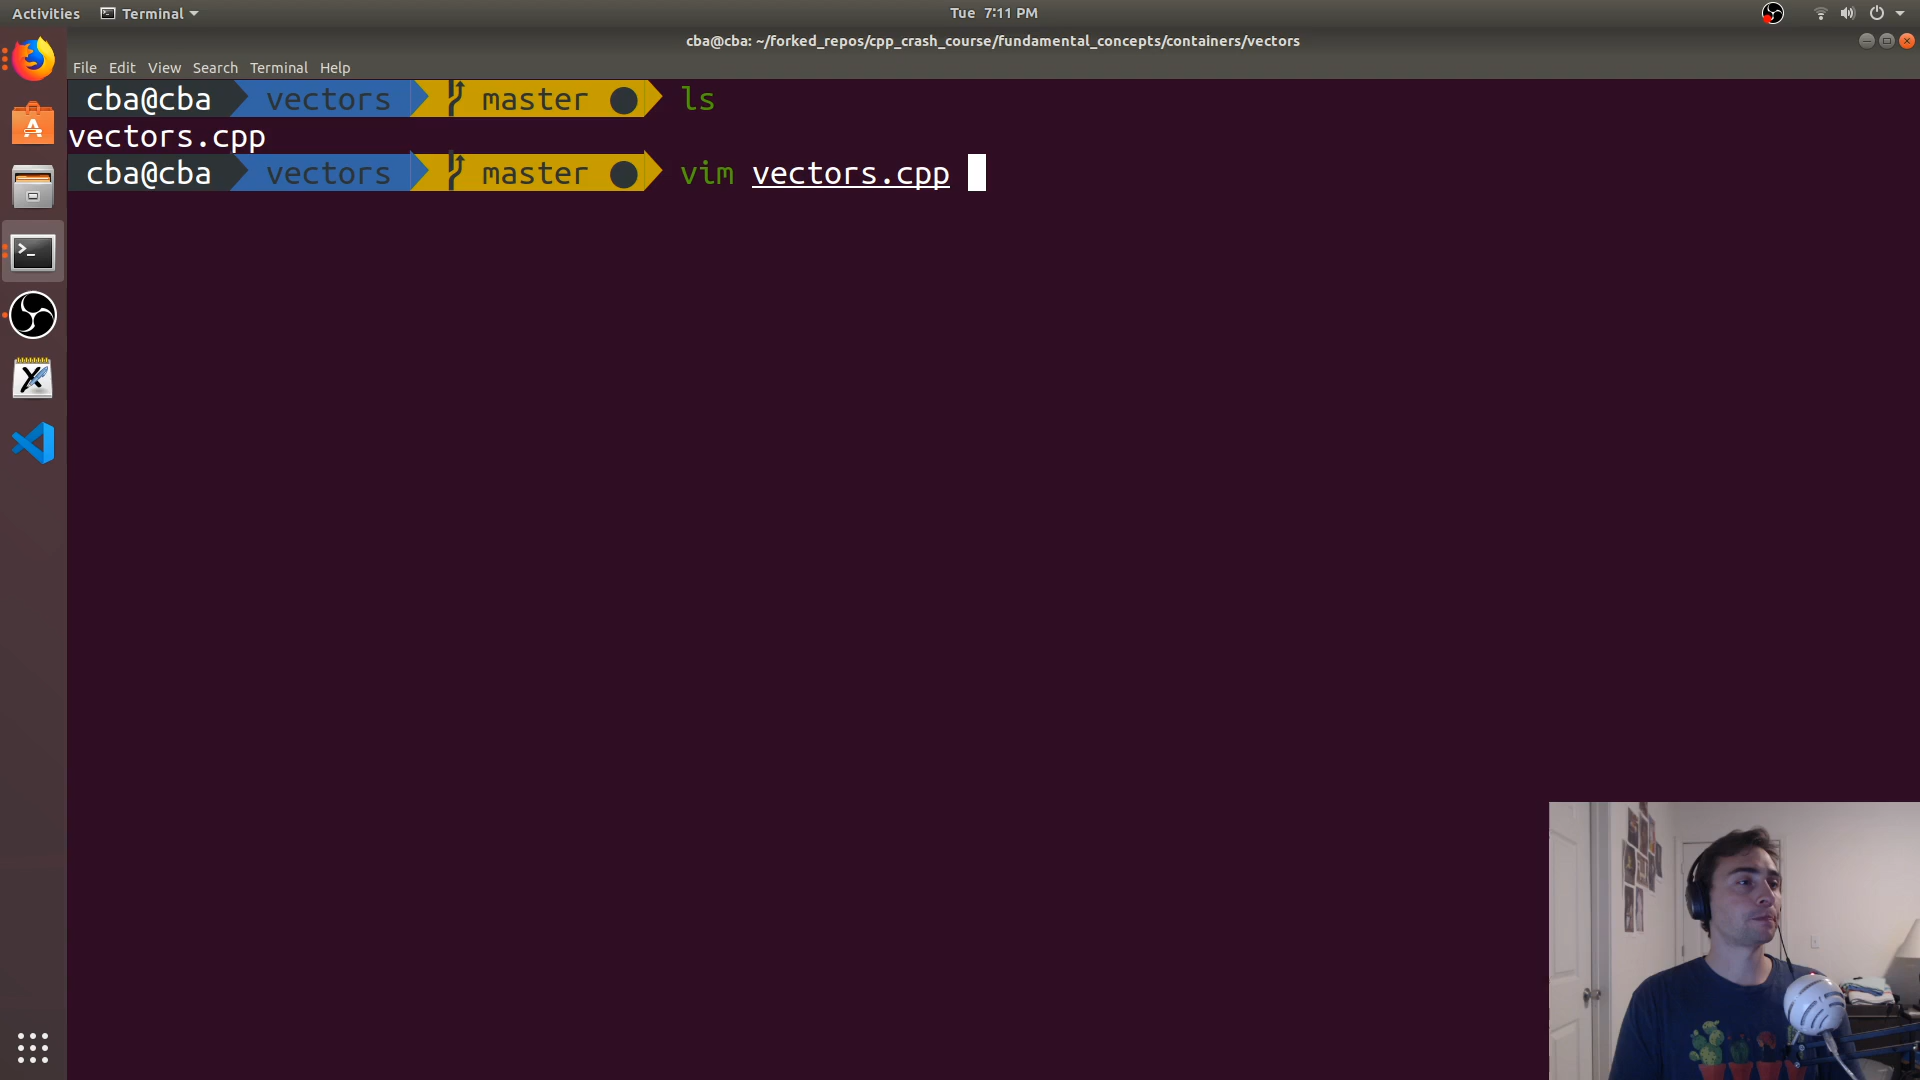 Activities Terminal Tue 7:11 PM
cba@cba: ~/forked_repos/cpp_crash_course/fundamental_concepts/containers/vectors
File Edit View Search Terminal Help
cba@cba vectors master ls
vectors.cpp
cba@cba vectors master vim vectors.cpp